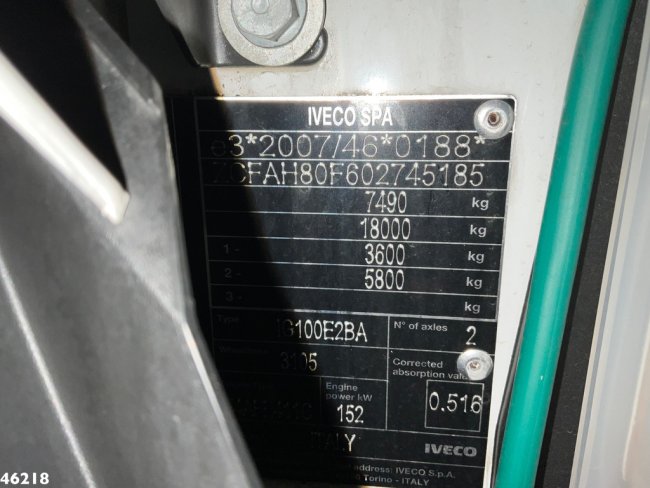 IVECO SPA
e3*2007/46*0188*
ZCFAH80F602745185
7490 kg
18000 kg
1 - 3600 kg
2 - 5800 kg
3 - kg
Type IG100E2BA N° of axles 2
3105 Corrected
absorption value
Engine
power kW
152 0.516
ITALY IVECO
address: IVECO S.p.A.
Torino - ITALY
46218